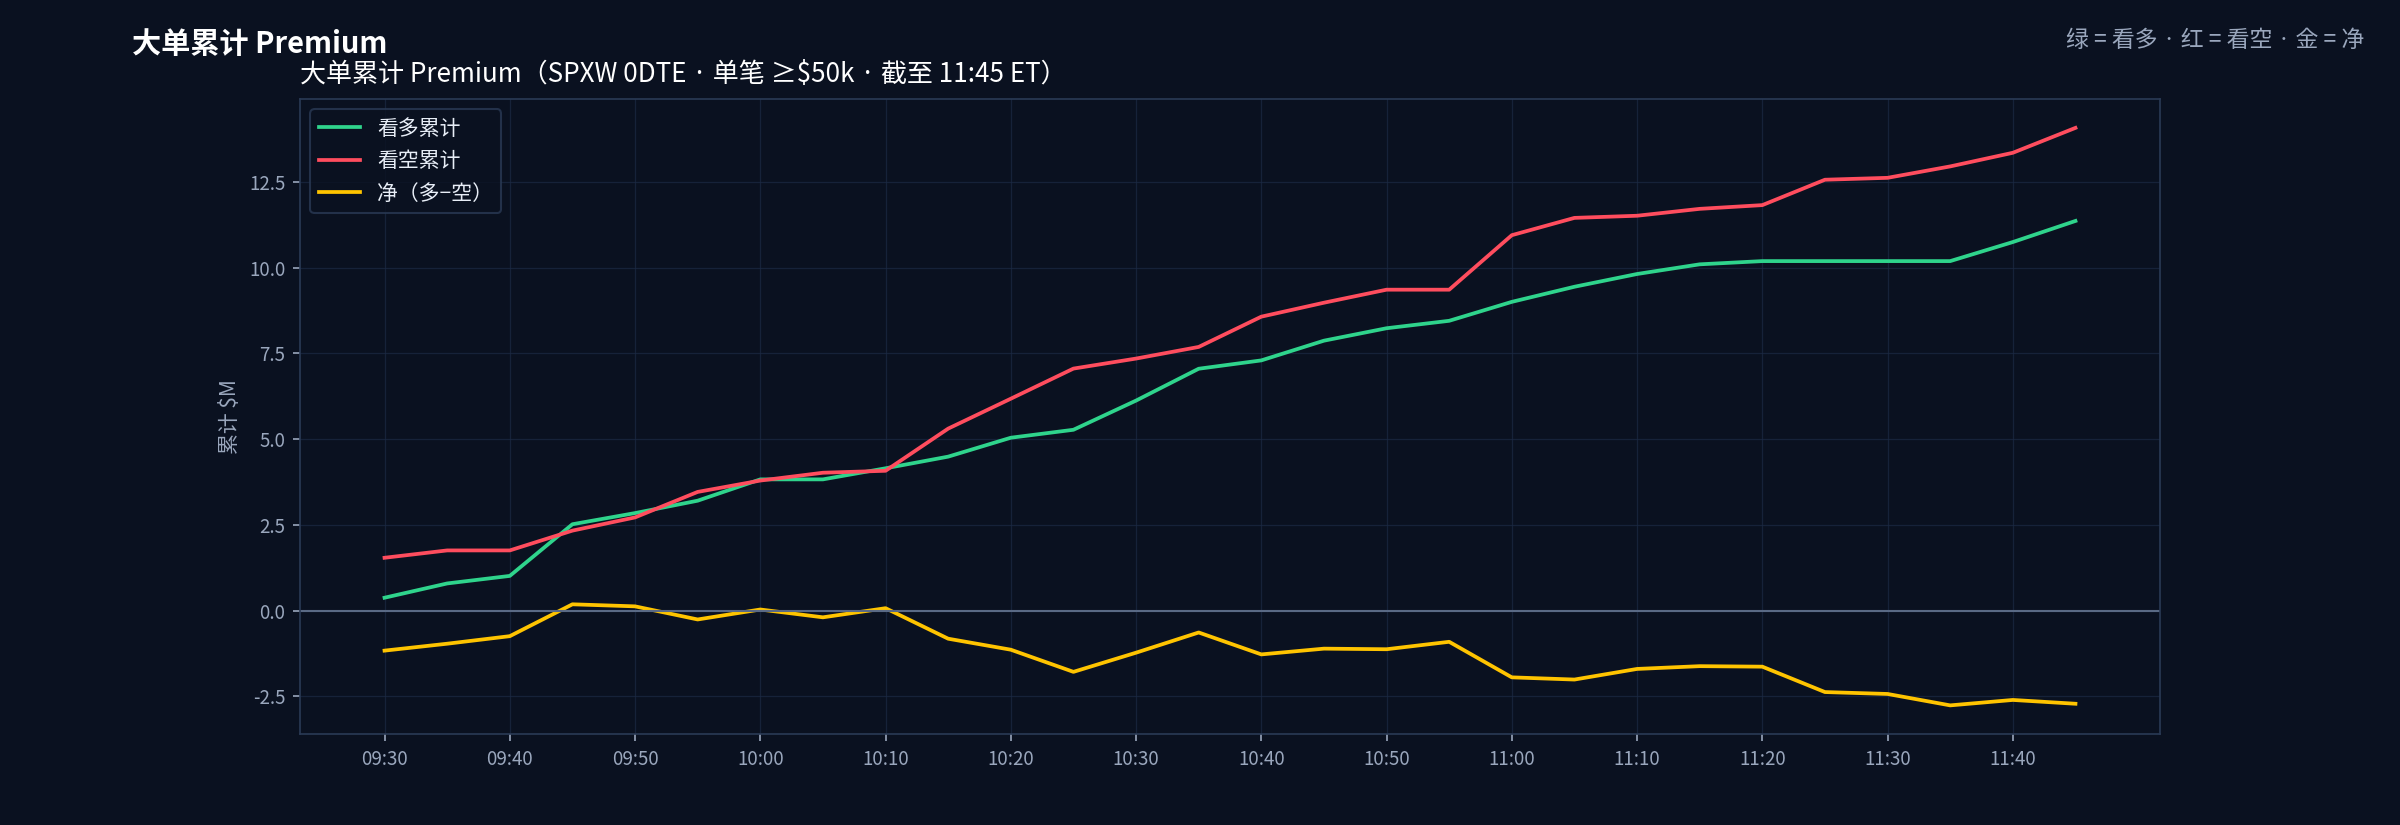 大单累计 Premium
绿 = 看多 · 红 = 看空 · 金 = 净
大单累计 Premium（SPXW 0DTE · 单笔 ≥$50k · 截至 11:45 ET）
看多累计
看空累计
净（多−空）
累计 $M
12.5
10.0
7.5
5.0
2.5
0.0
-2.5
09:30 09:40 09:50 10:00 10:10 10:20 10:30 10:40 10:50 11:00 11:10 11:20 11:30 11:40